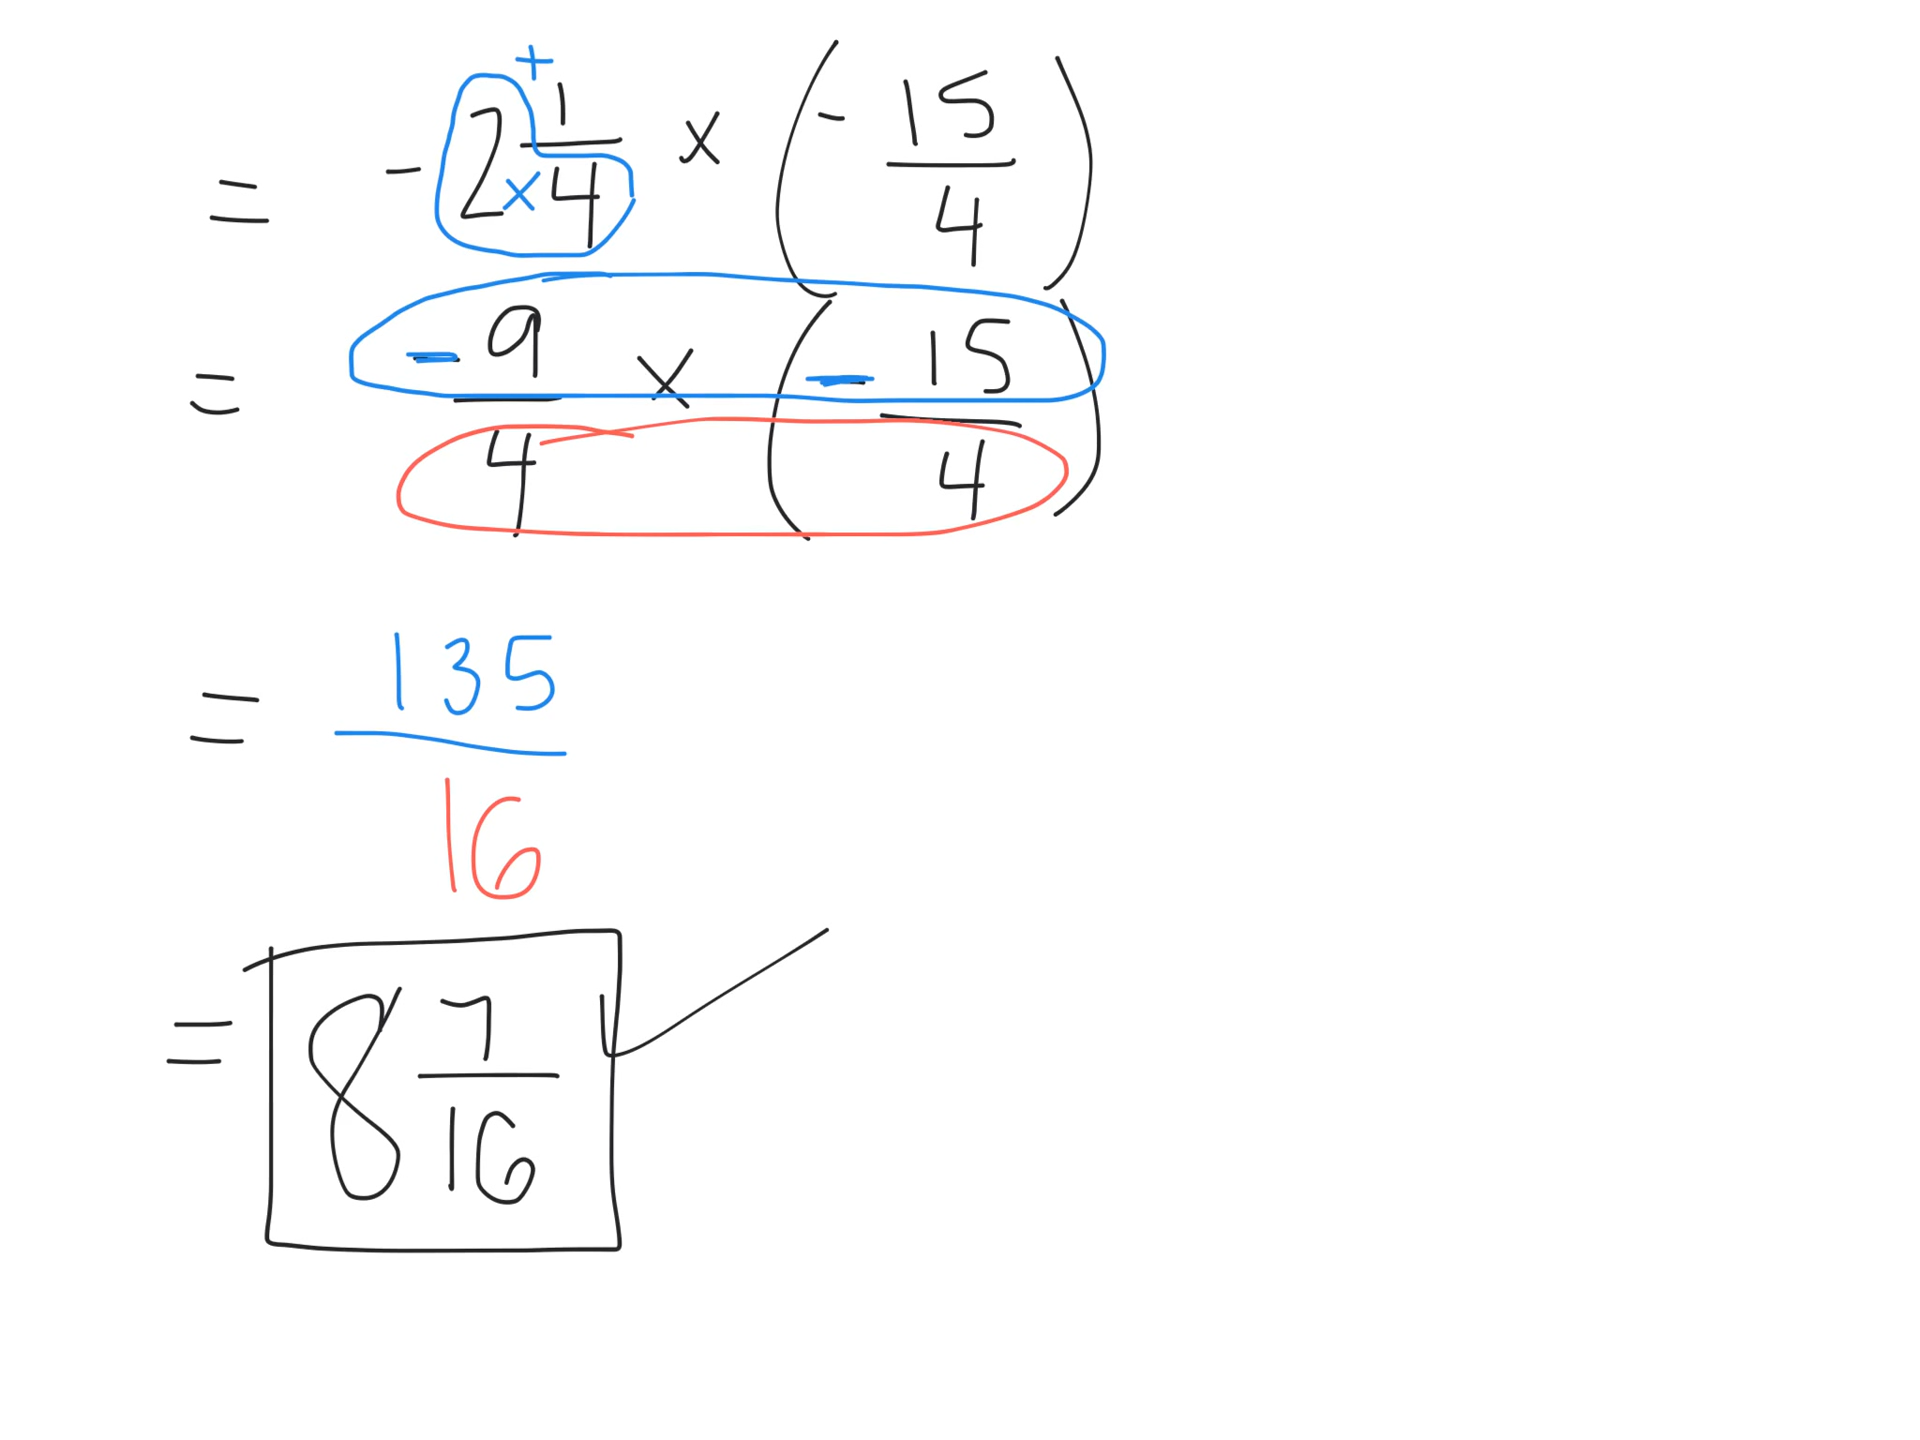 = -2 1/4 × (- 15/4)
= -9/4 × (-15/4)
= 135/16
= 8 7/16